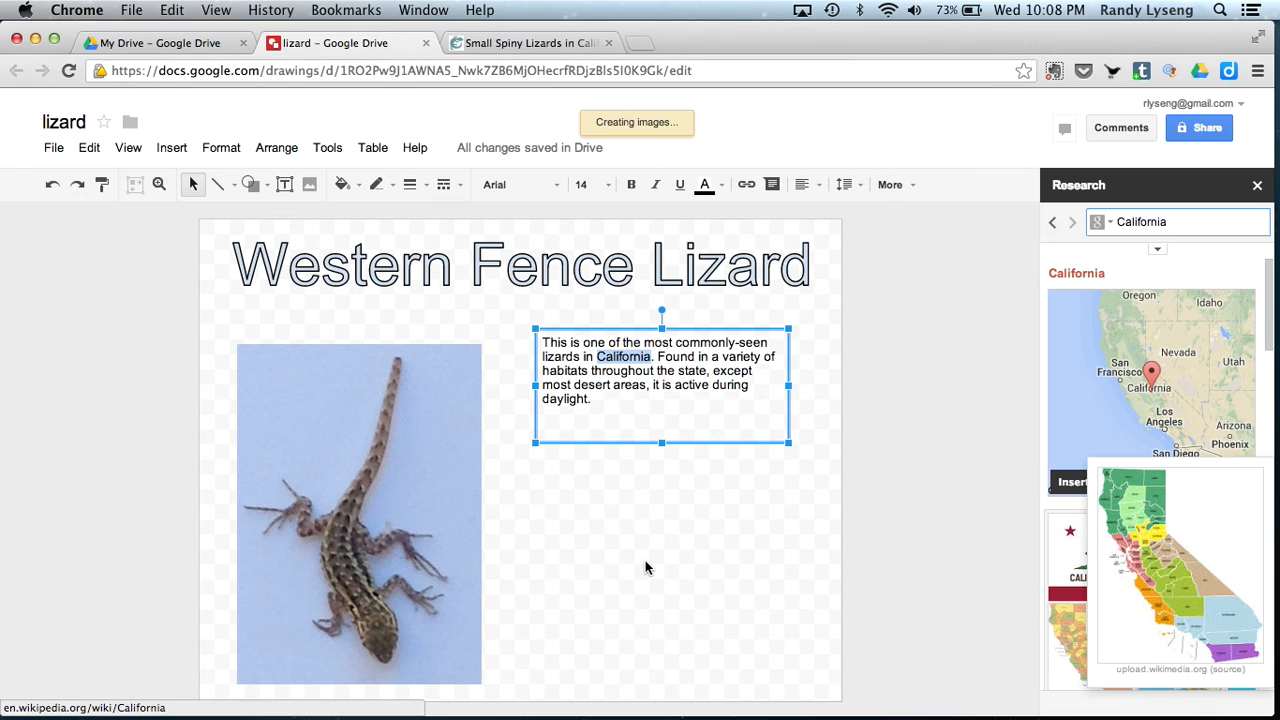 Chrome File Edit View History Bookmarks Window Help 73% Wed 10:08 PM Randy Lyseng
My Drive – Google Drive × lizard – Google Drive × Small Spiny Lizards in Cali ×
https://docs.google.com/drawings/d/1RO2Pw9J1AWNA5_Nwk7ZB6MjOHecrfRDjzBls5I0K9Gk/edit
rlyseng@gmail.com
lizard
Creating images...
Comments
Share
File Edit View Insert Format Arrange Tools Table Help All changes saved in Drive
Arial 14 B I U A More
Research
California
Western Fence Lizard
This is one of the most commonly-seen
lizards in California. Found in a variety of
habitats throughout the state, except
most desert areas, it is active during
daylight.
California
Oregon
Idaho
Nevada
Utah
San
Francisco
California
Los
Angeles
Arizona
Phoenix
San Diego
Insert
CALI
upload.wikimedia.org (source)
en.wikipedia.org/wiki/California